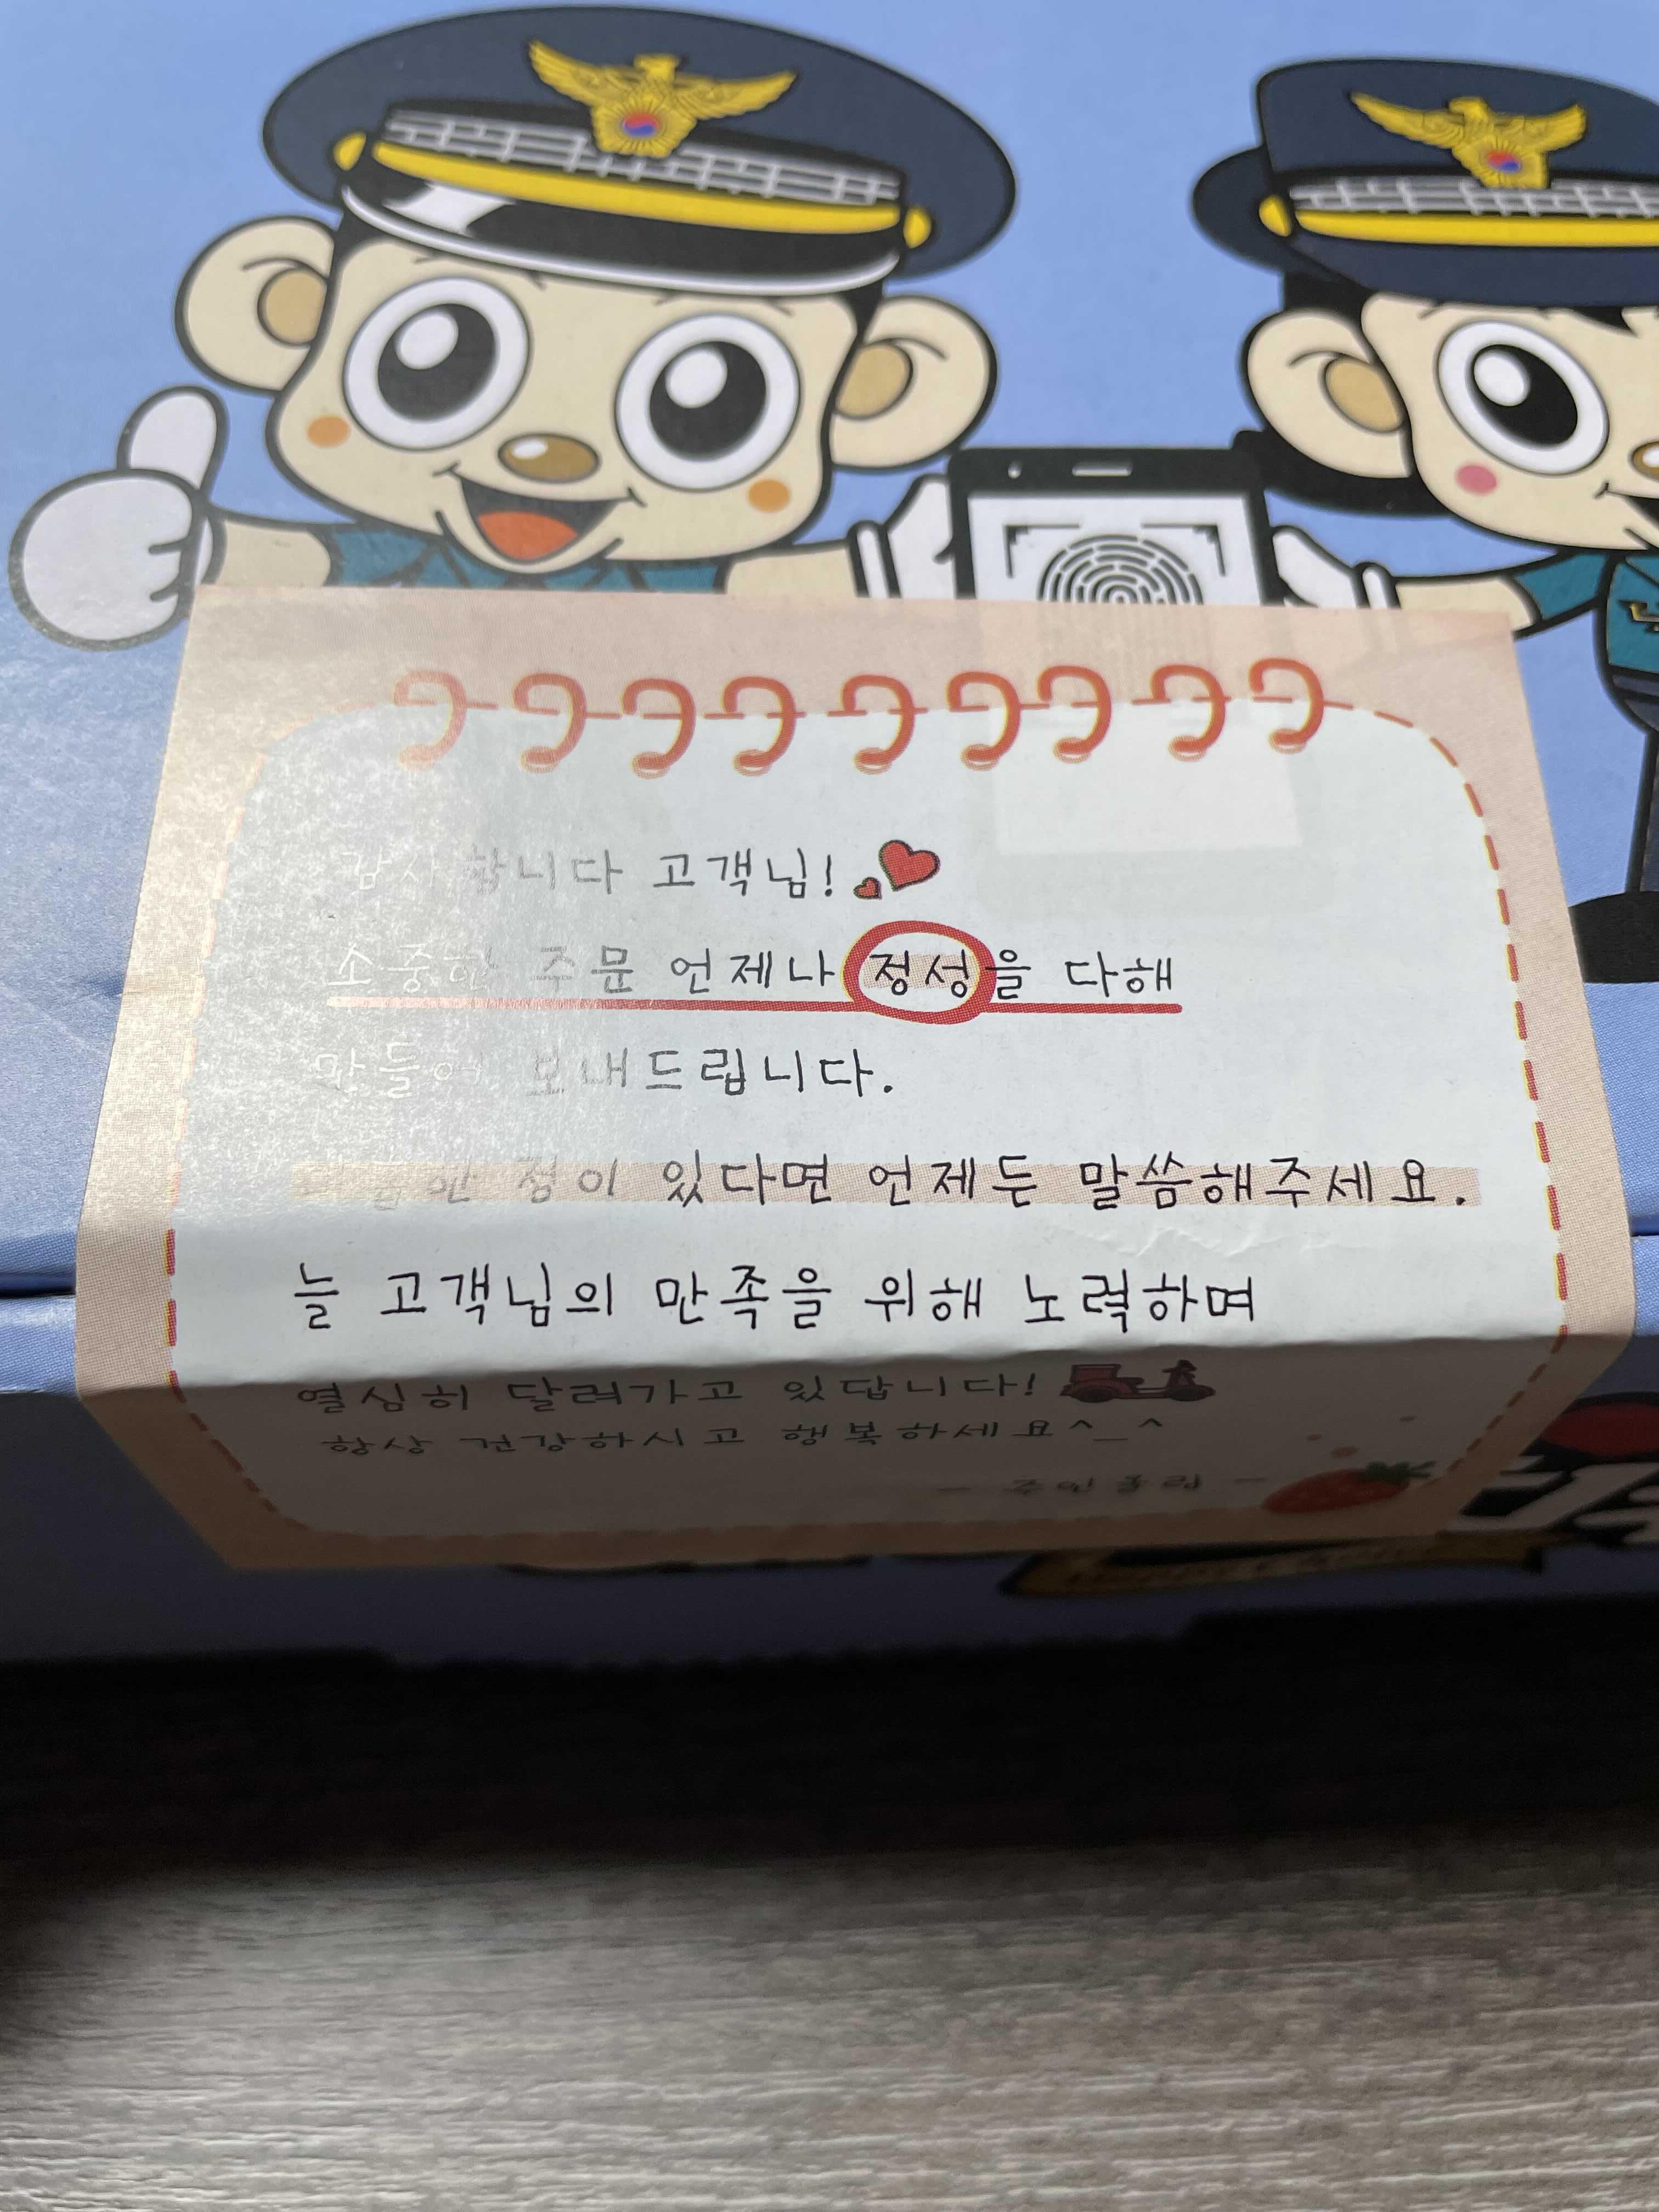 감사합니다 고객님!
소중한 주문 언제나 정성을 다해
만들어 보내드립니다.
점이 있다면 언제든 말씀해주세요.
늘 고객님의 만족을 위해 노력하며
열심히 달려가고 있답니다!
항상 건강하시고 행복하세요^_^
- 주인올림 -